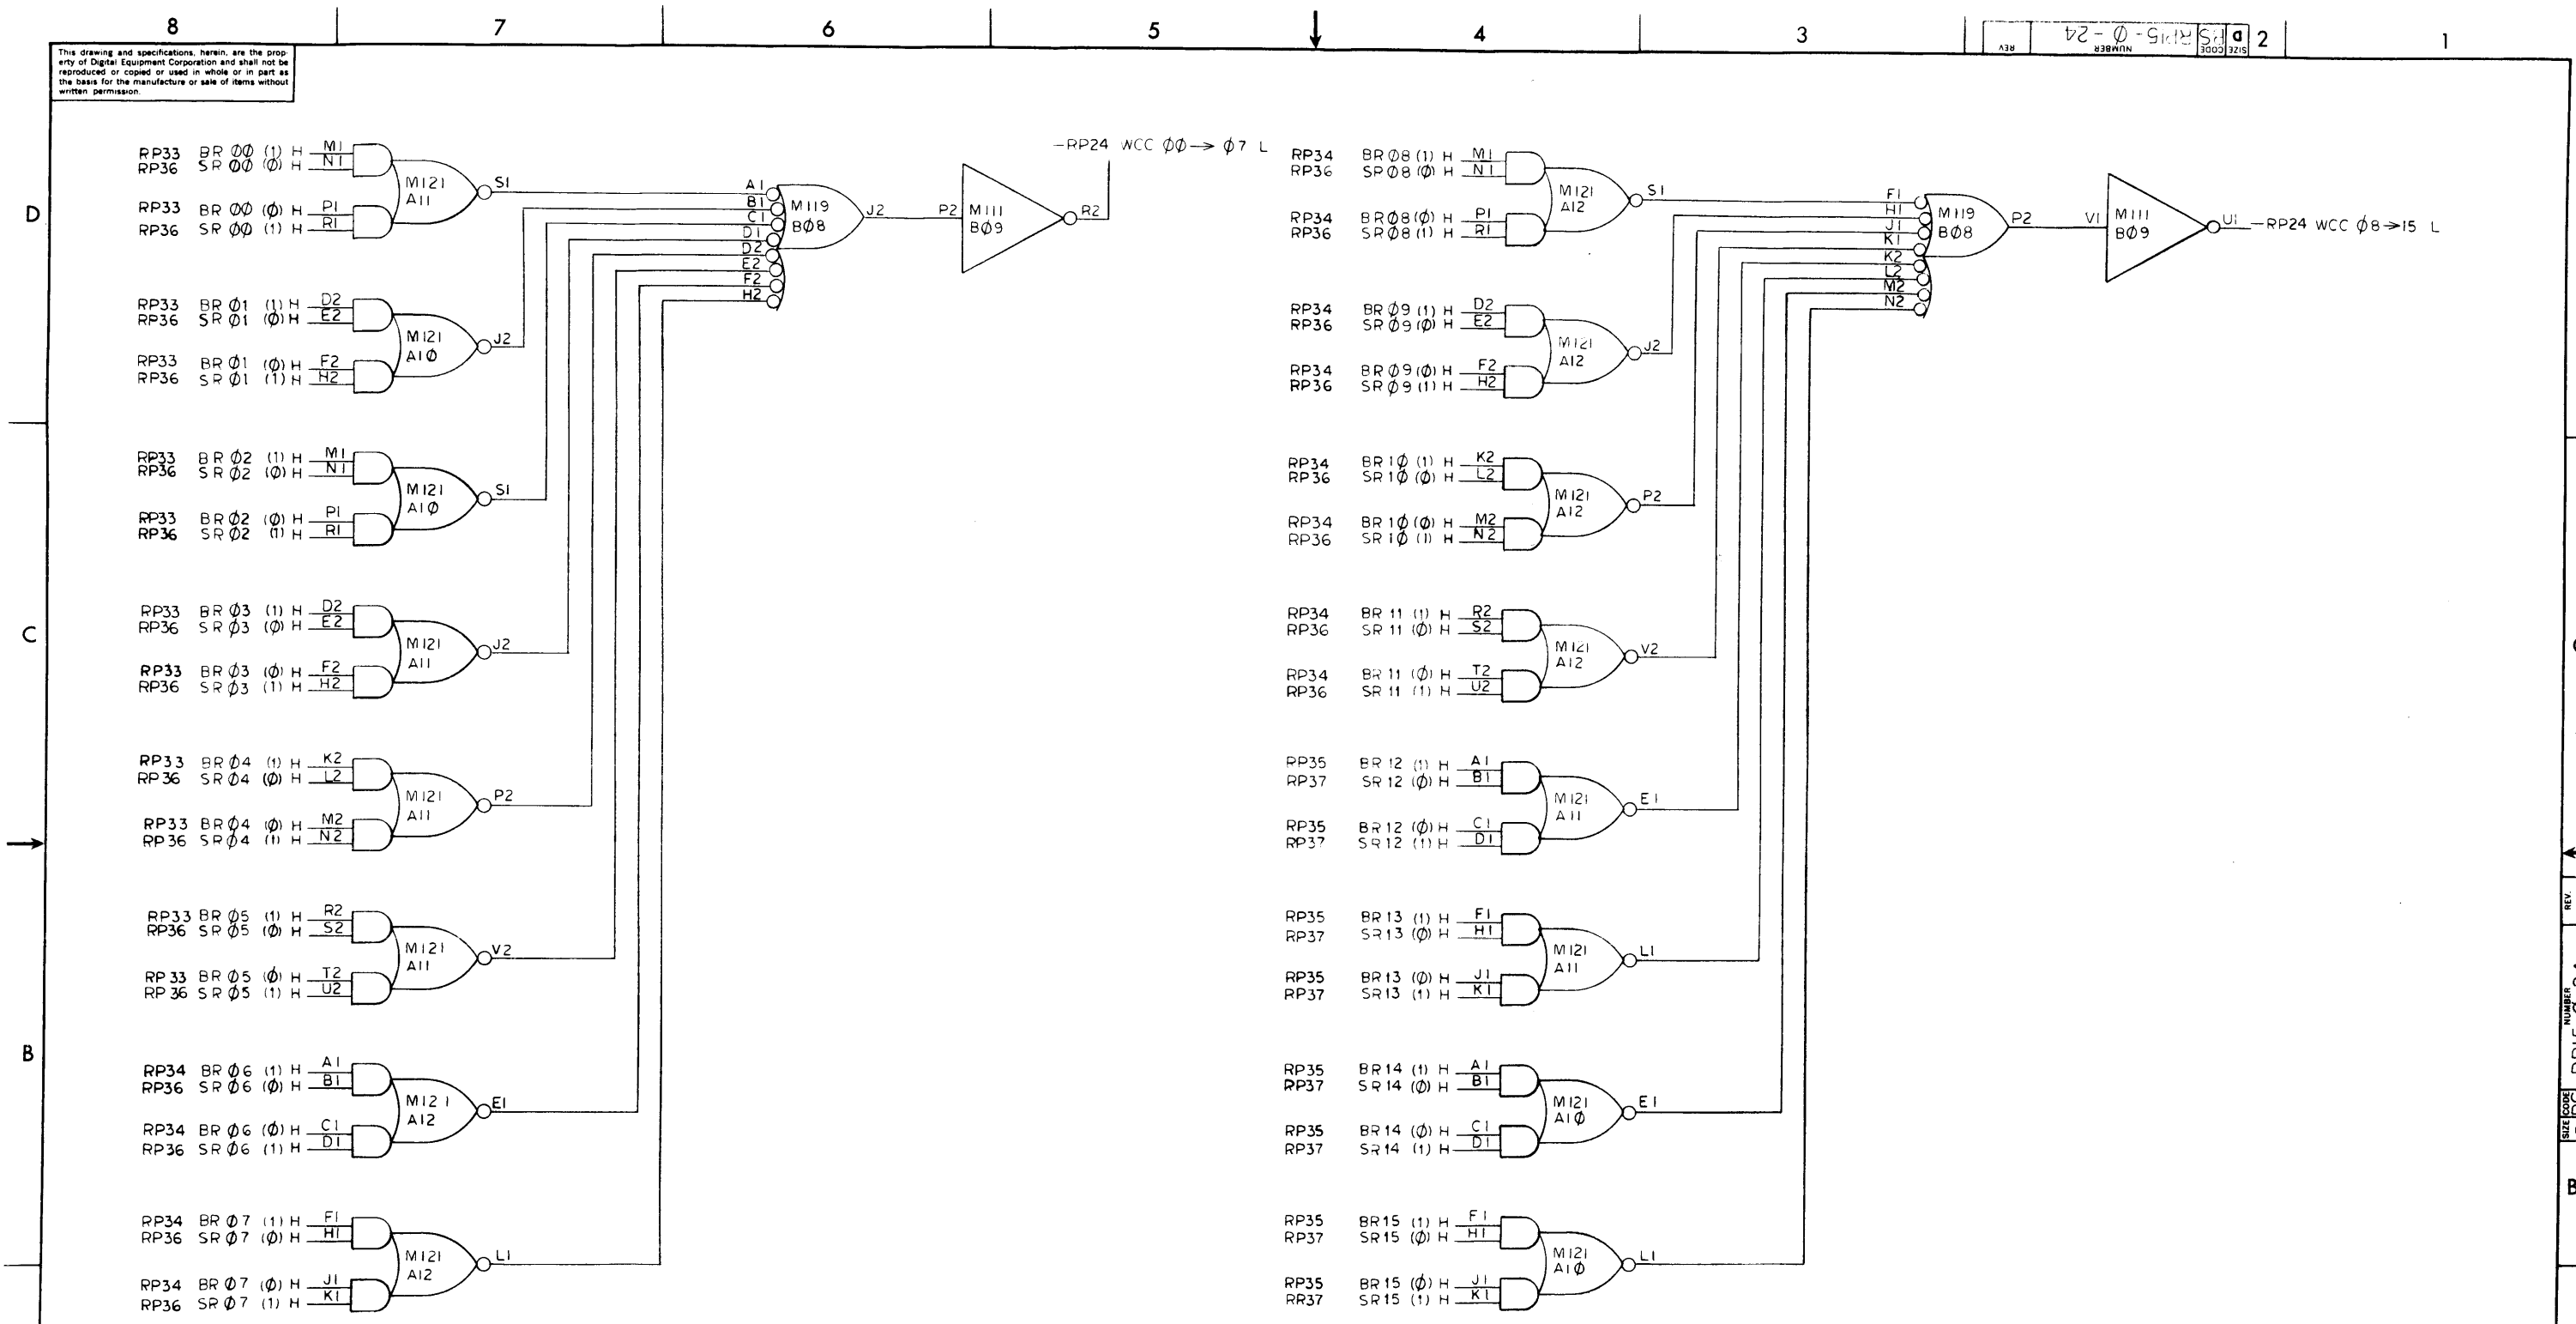 8 7 6 5 4 3 2 1
SIZE D CODE RS NUMBER RP15-Ø-24 REV
This drawing and specifications, herein, are the prop-
erty of Digital Equipment Corporation and shall not be
reproduced or copied or used in whole or in part as
the basis for the manufacture or sale of items without
written permission.
D
RP33 BR ØØ (1) H M1
RP36 SR ØØ (Ø) H N1
M121
A11
S1
RP33 BR ØØ (Ø) H P1
RP36 SR ØØ (1) H R1
RP33 BR Ø1 (1) H D2
RP36 SR Ø1 (Ø) H E2
M121
A1Ø
J2
RP33 BR Ø1 (Ø) H F2
RP36 SR Ø1 (1) H H2
RP33 BR Ø2 (1) H M1
RP36 SR Ø2 (Ø) H N1
M121
A1Ø
S1
RP33 BR Ø2 (Ø) H P1
RP36 SR Ø2 (1) H R1
C
RP33 BR Ø3 (1) H D2
RP36 SR Ø3 (Ø) H E2
M121
A11
J2
RP33 BR Ø3 (Ø) H F2
RP36 SR Ø3 (1) H H2
RP33 BR Ø4 (1) H K2
RP36 SR Ø4 (Ø) H L2
M121
A11
P2
RP33 BR Ø4 (Ø) H M2
RP36 SR Ø4 (1) H N2
RP33 BR Ø5 (1) H R2
RP36 SR Ø5 (Ø) H S2
M121
A11
V2
RP33 BR Ø5 (Ø) H T2
RP36 SR Ø5 (1) H U2
B
RP34 BR Ø6 (1) H A1
RP36 SR Ø6 (Ø) H B1
M121
A12
E1
RP34 BR Ø6 (Ø) H C1
RP36 SR Ø6 (1) H D1
RP34 BR Ø7 (1) H F1
RP36 SR Ø7 (Ø) H H1
M121
A12
L1
RP34 BR Ø7 (Ø) H J1
RP36 SR Ø7 (1) H K1
A1
B1
C1
D1
D2
E2
F2
H2
M119
BØ8
J2
P2
M111
BØ9
R2
RP24 WCC ØØ→Ø7 L
RP34 BR Ø8 (1) H M1
RP36 SR Ø8 (Ø) H N1
M121
A12
S1
RP34 BR Ø8 (Ø) H P1
RP36 SR Ø8 (1) H R1
RP34 BR Ø9 (1) H D2
RP36 SR Ø9 (Ø) H E2
M121
A12
J2
RP34 BR Ø9 (Ø) H F2
RP36 SR Ø9 (1) H H2
RP34 BR 1Ø (1) H K2
RP36 SR 1Ø (Ø) H L2
M121
A12
P2
RP34 BR 1Ø (Ø) H M2
RP36 SR 1Ø (1) H N2
RP34 BR 11 (1) H R2
RP36 SR 11 (Ø) H S2
M121
A12
V2
RP34 BR 11 (Ø) H T2
RP36 SR 11 (1) H U2
RP35 BR 12 (1) H A1
RP37 SR 12 (Ø) H B1
M121
A11
E1
RP35 BR 12 (Ø) H C1
RP37 SR 12 (1) H D1
RP35 BR 13 (1) H F1
RP37 SR 13 (Ø) H H1
M121
A11
L1
RP35 BR 13 (Ø) H J1
RP37 SR 13 (1) H K1
RP35 BR 14 (1) H A1
RP37 SR 14 (Ø) H B1
M121
A1Ø
E1
RP35 BR 14 (Ø) H C1
RP37 SR 14 (1) H D1
RP35 BR 15 (1) H F1
RP37 SR 15 (Ø) H H1
M121
A1Ø
L1
RP35 BR 15 (Ø) H J1
RR37 SR 15 (1) H K1
F1
H1
J1
K1
K2
L2
M2
N2
M119
BØ8
P2
V1
M111
BØ9
U1
RP24 WCC Ø8→15 L
REV.
NUMBER
SIZE CODE
B